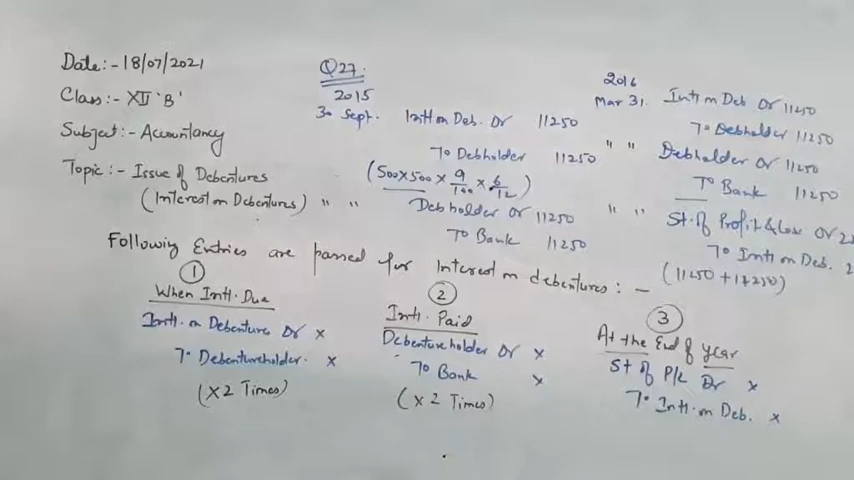 Date:- 18/07/2021
Class:- XII 'B'
Subject:- Accountancy
Topic:- Issue of Debentures
(Interest on Debentures)
Q27.
2015
30 Sept. Intt on Deb. Dr 11250
To Debholder 11250
(500×500 × 9/100 × 6/12)
" " Debholder Dr 11250
To Bank 11250
2016
Mar 31. Intt on Deb Dr 11250
To Debholder 11250
" " Debholder Dr 11250
To Bank 11250
" " St. of Profit & Loss Dr 2
To Intt on Deb. 2
(11250 + 11250)
Following Entries are passed for Interest on debentures: -
①
When Intt. Due
Intt. on Debenture Dr ×
To Debentureholder. ×
(×2 Times)
②
Intt. Paid
Debentureholder Dr ×
To Bank ×
(×2 Times)
③
At the End of year
St of P/L Dr ×
To Intt. on Deb. ×